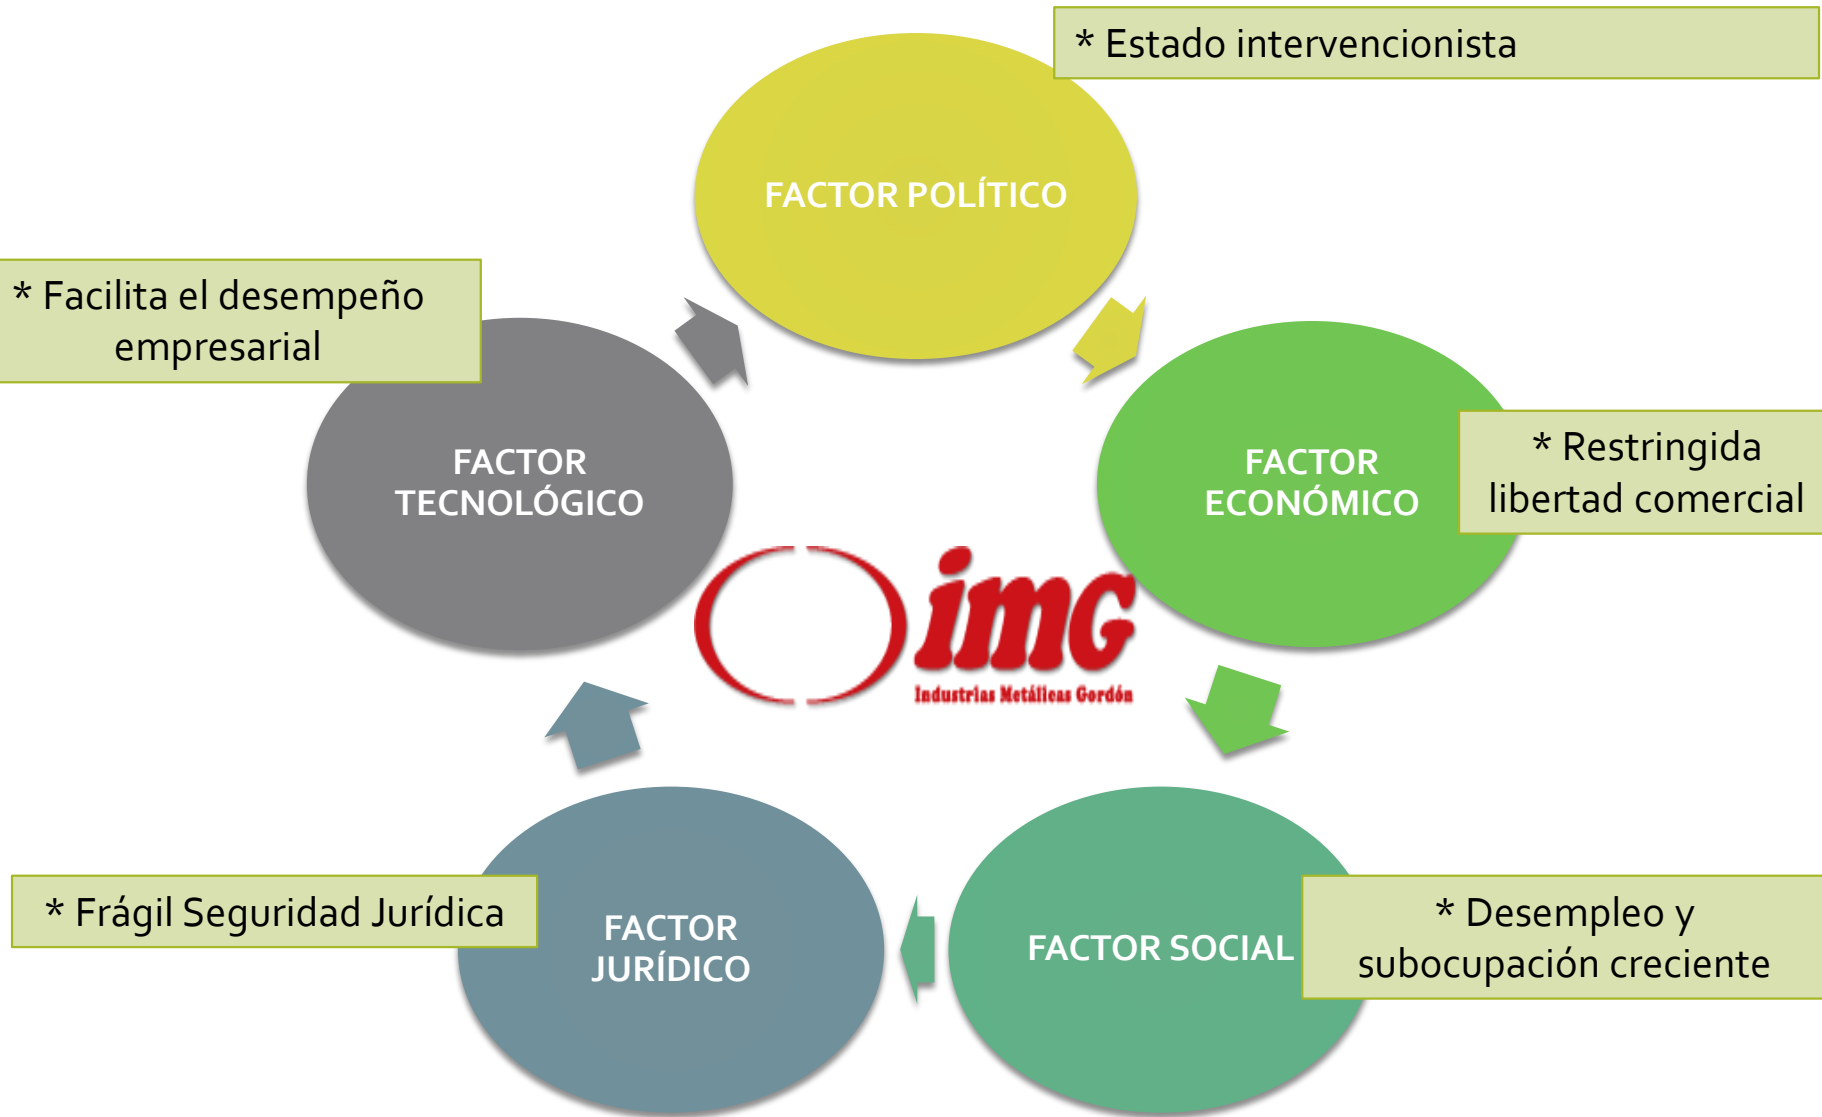 * Estado intervencionista
FACTOR POLÍTICO
* Facilita el desempeño
empresarial
FACTOR
TECNOLÓGICO
FACTOR
ECONÓMICO
* Restringida
libertad comercial
img
Industrias Metálicas Gordón
* Frágil Seguridad Jurídica
FACTOR
JURÍDICO
FACTOR SOCIAL
* Desempleo y
subocupación creciente